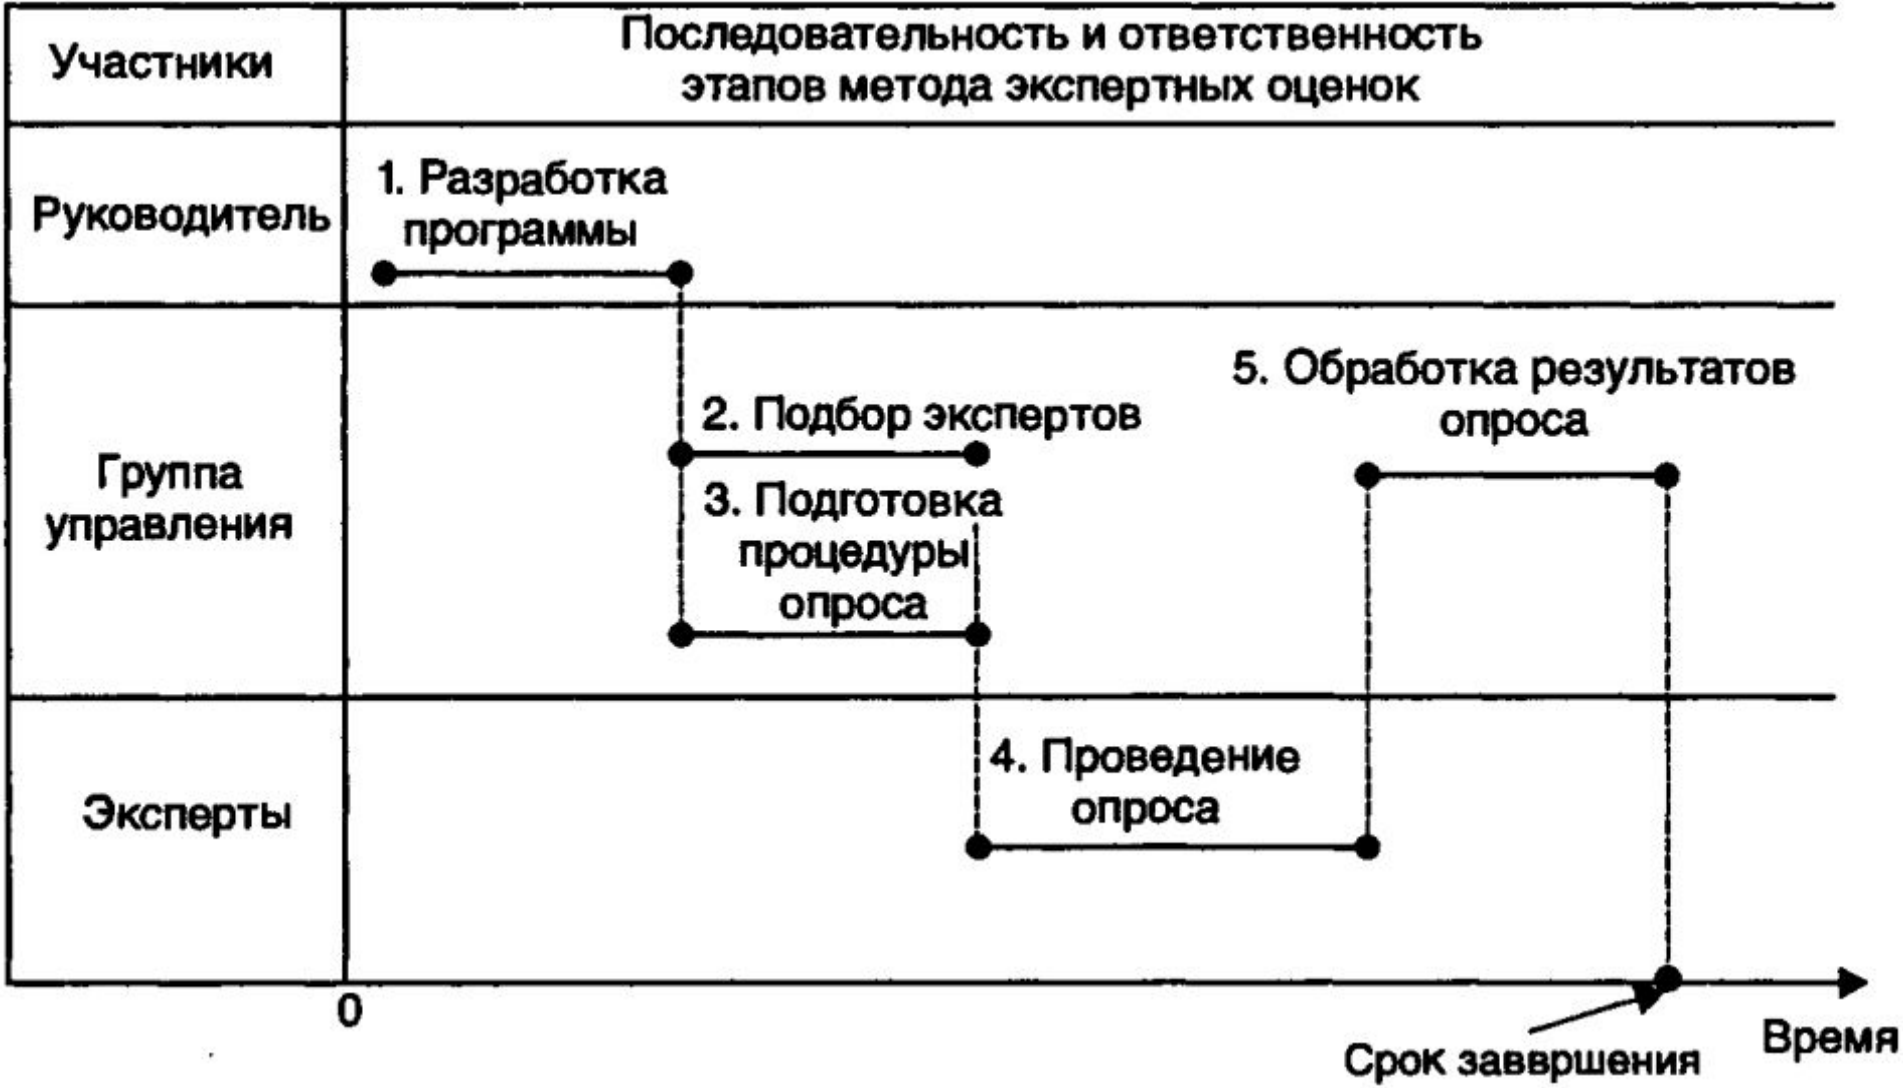 Участники
Последовательность и ответственность
этапов метода экспертных оценок
Руководитель
1. Разработка
программы
Группа
управления
2. Подбор экспертов
3. Подготовка
процедуры
опроса
5. Обработка результатов
опроса
Эксперты
4. Проведение
опроса
0
Срок заввршения
Время